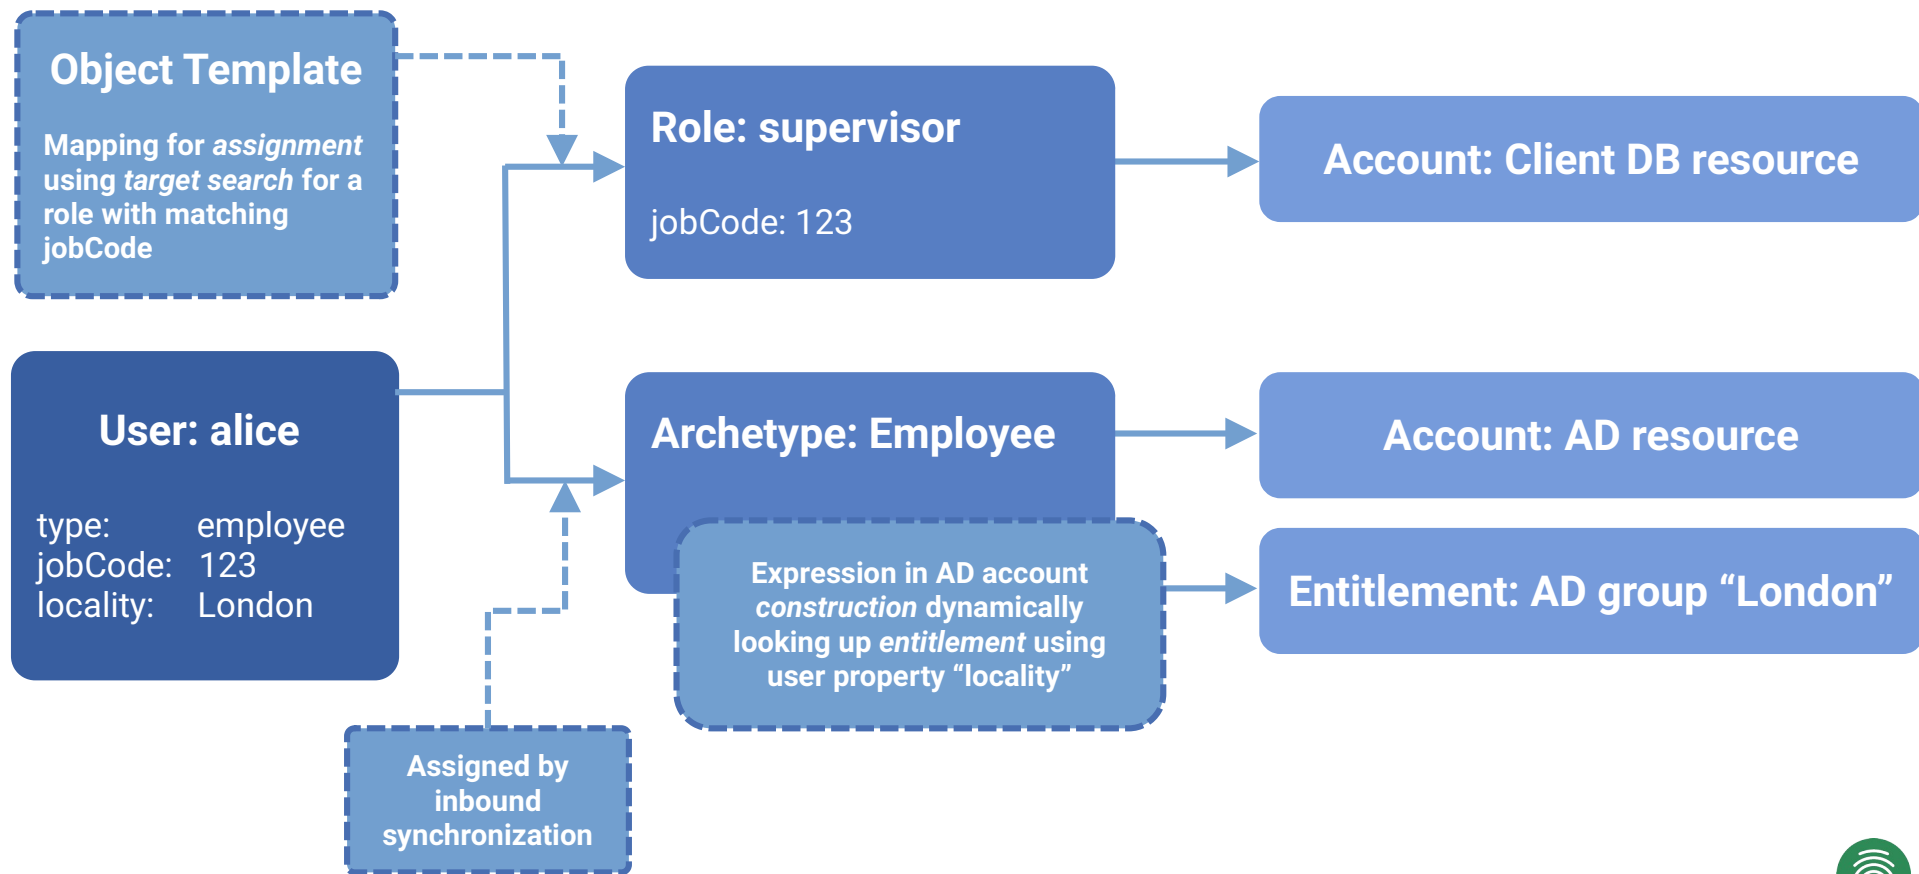 Object Template
Mapping for assignment
using target search for a
role with matching
jobCode
Role: supervisor
jobCode: 123
Account: Client DB resource
User: alice
type: employee
jobCode: 123
locality: London
Archetype: Employee
Account: AD resource
Expression in AD account
construction dynamically
looking up entitlement using
user property “locality”
Entitlement: AD group “London”
Assigned by
inbound
synchronization